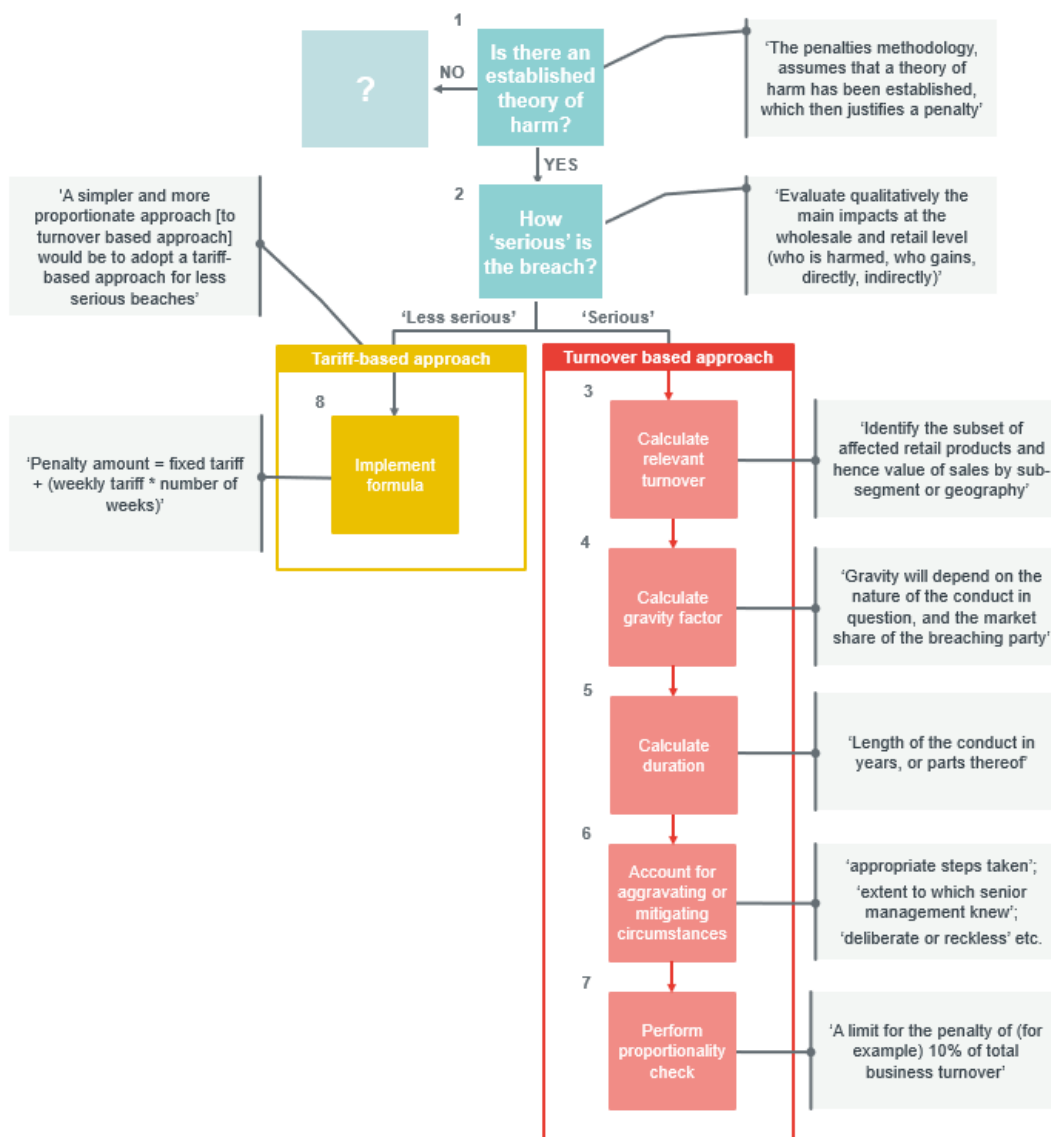 1
Is there an
established
theory of
harm?
NO
?
‘The penalties methodology,
assumes that a theory of
harm has been established,
which then justifies a penalty’
YES
'A simpler and more
proportionate approach [to
turnover based approach]
would be to adopt a tariff-
based approach for less
serious beaches’
2
How
‘serious’ is
the breach?
‘Evaluate qualitatively the
main impacts at the
wholesale and retail level
(who is harmed, who gains,
directly, indirectly)’
‘Less serious’
‘Serious’
Tariff-based approach
8
Implement
formula
‘Penalty amount = fixed tariff
+ (weekly tariff * number of
weeks)’
Turnover based approach
3
Calculate
relevant
turnover
‘Identify the subset of
affected retail products and
hence value of sales by sub-
segment or geography’
4
Calculate
gravity factor
‘Gravity will depend on the
nature of the conduct in
question, and the market
share of the breaching party’
5
Calculate
duration
‘Length of the conduct in
years, or parts thereof’
6
Account for
aggravating or
mitigating
circumstances
‘appropriate steps taken’;
‘extent to which senior
management knew’;
‘deliberate or reckless’ etc.
7
Perform
proportionality
check
‘A limit for the penalty of (for
example) 10% of total
business turnover’